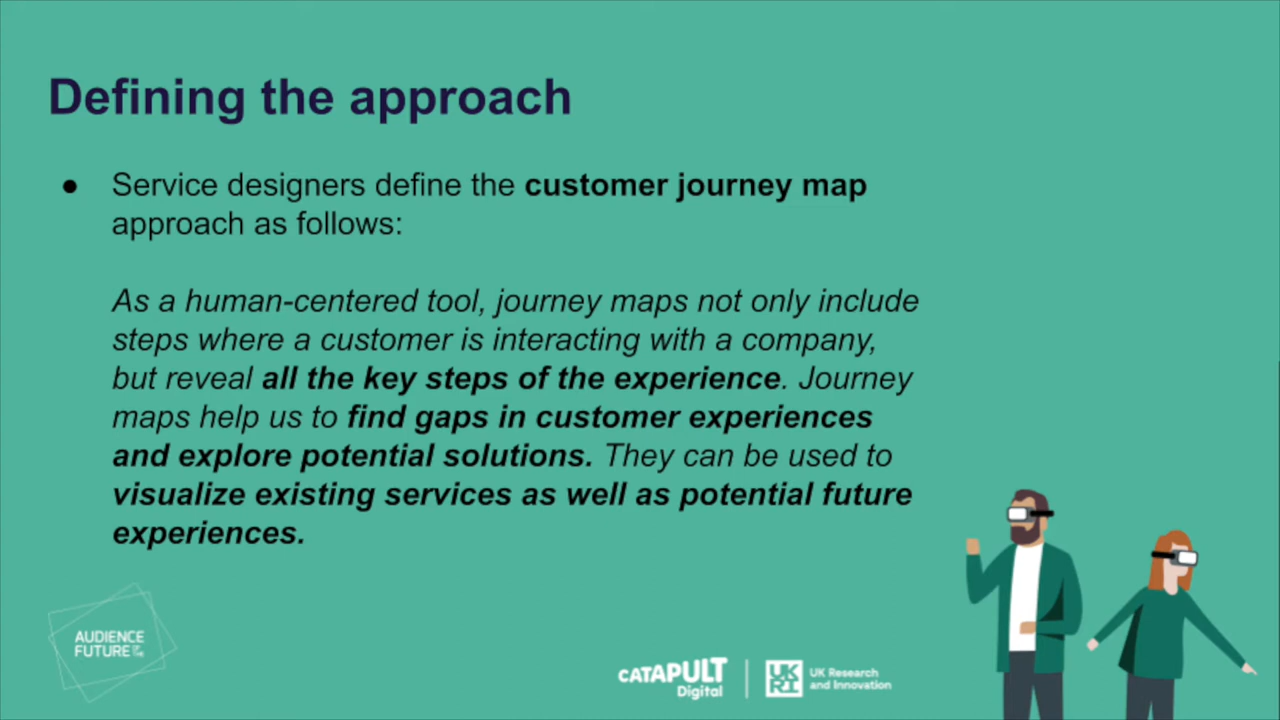 Defining the approach
● Service designers define the customer journey map
approach as follows:
As a human-centered tool, journey maps not only include
steps where a customer is interacting with a company,
but reveal all the key steps of the experience. Journey
maps help us to find gaps in customer experiences
and explore potential solutions. They can be used to
visualize existing services as well as potential future
experiences.
AUDIENCE
FUTURE
CATAPULT
Digital
UKRI
UK Research
and Innovation